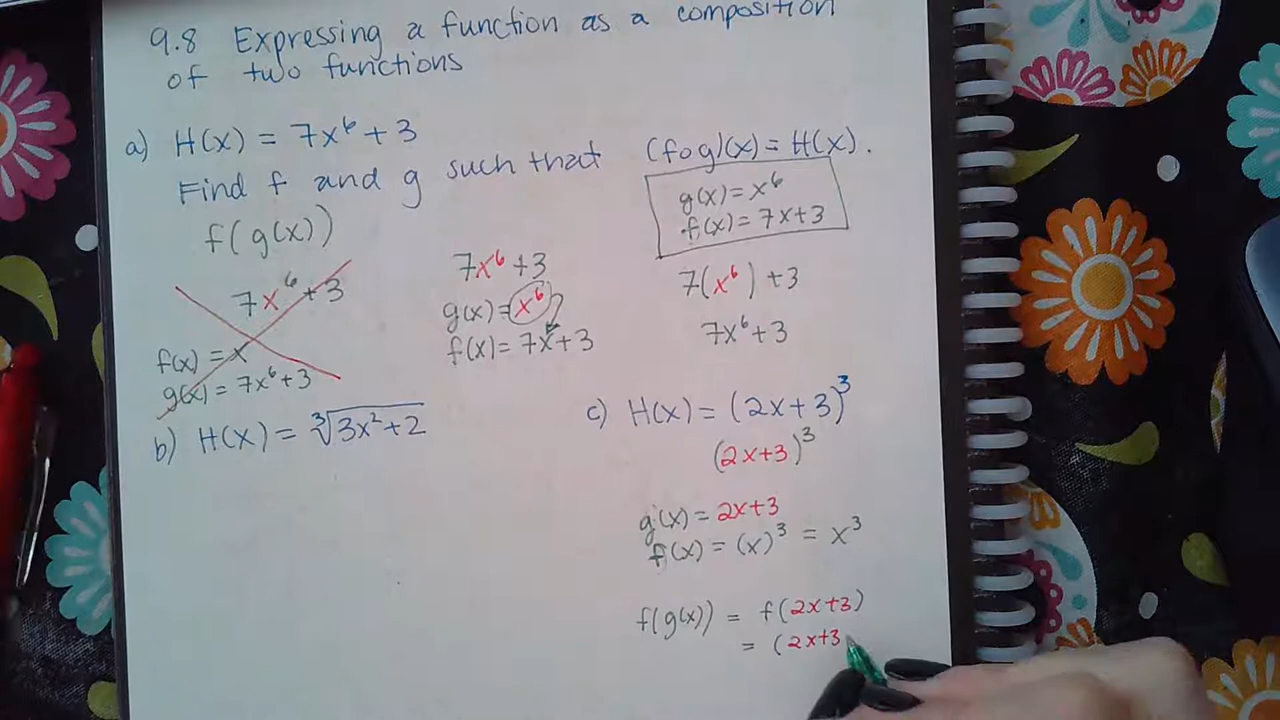 9.8 Expressing a function as a composition
of two functions
a) H(x) = 7x⁶ + 3
Find f and g such that (f∘g)(x) = H(x).
f(g(x))
7x⁶ + 3
f(x) = x
g(x) = 7x⁶ + 3
7x⁶ + 3
g(x) = x⁶
f(x) = 7x + 3
g(x) = x⁶
f(x) = 7x + 3
7(x⁶) + 3
7x⁶ + 3
b) H(x) = ∛(3x² + 2)
c) H(x) = (2x + 3)³
(2x + 3)³
g(x) = 2x + 3
f(x) = (x)³ = x³
f(g(x)) = f(2x + 3)
= (2x + 3